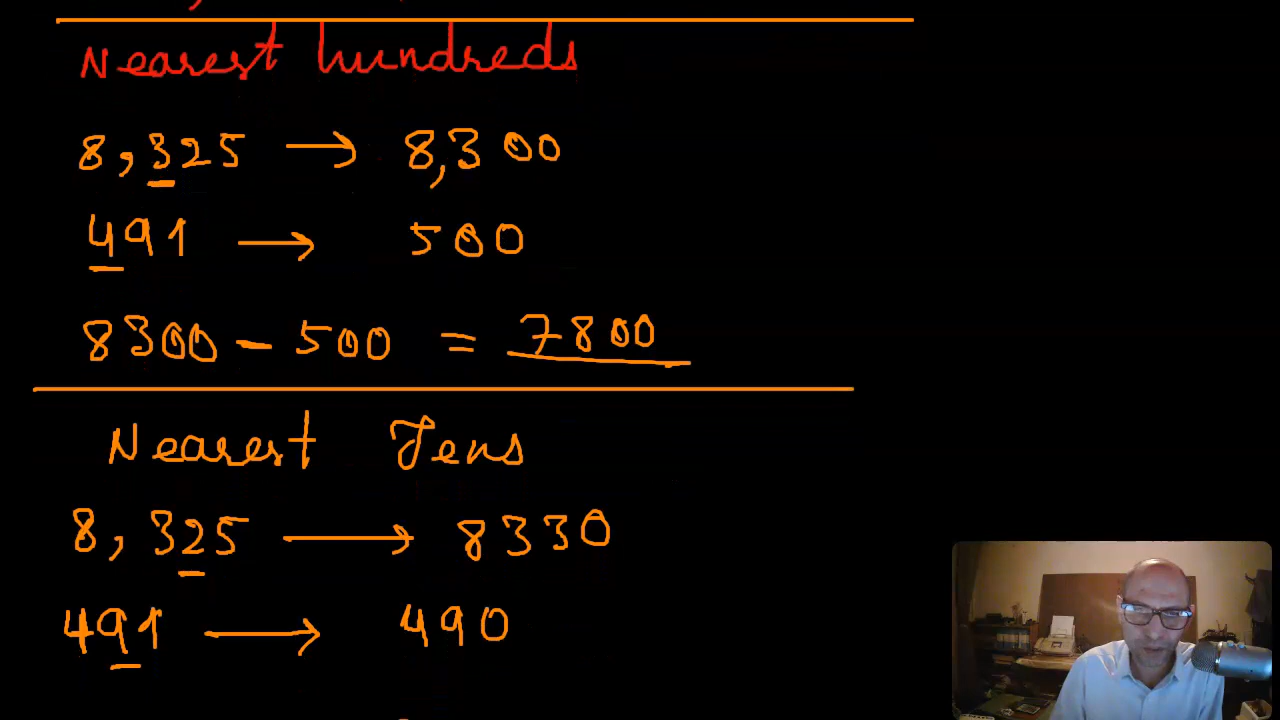 Nearest hundreds
8,325 → 8,300
491 → 500
8300 - 500 = 7800
Nearest Tens
8,325 → 8330
491 → 490